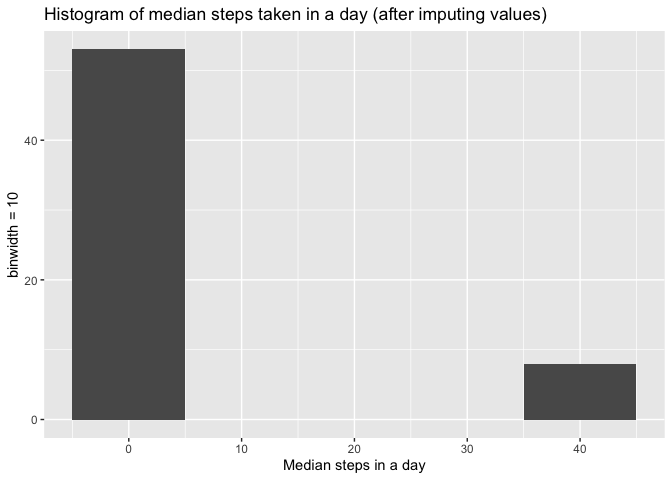 Histogram of median steps taken in a day (after imputing values)
binwidth = 10
40
20
0
0 10 20 30 40
Median steps in a day